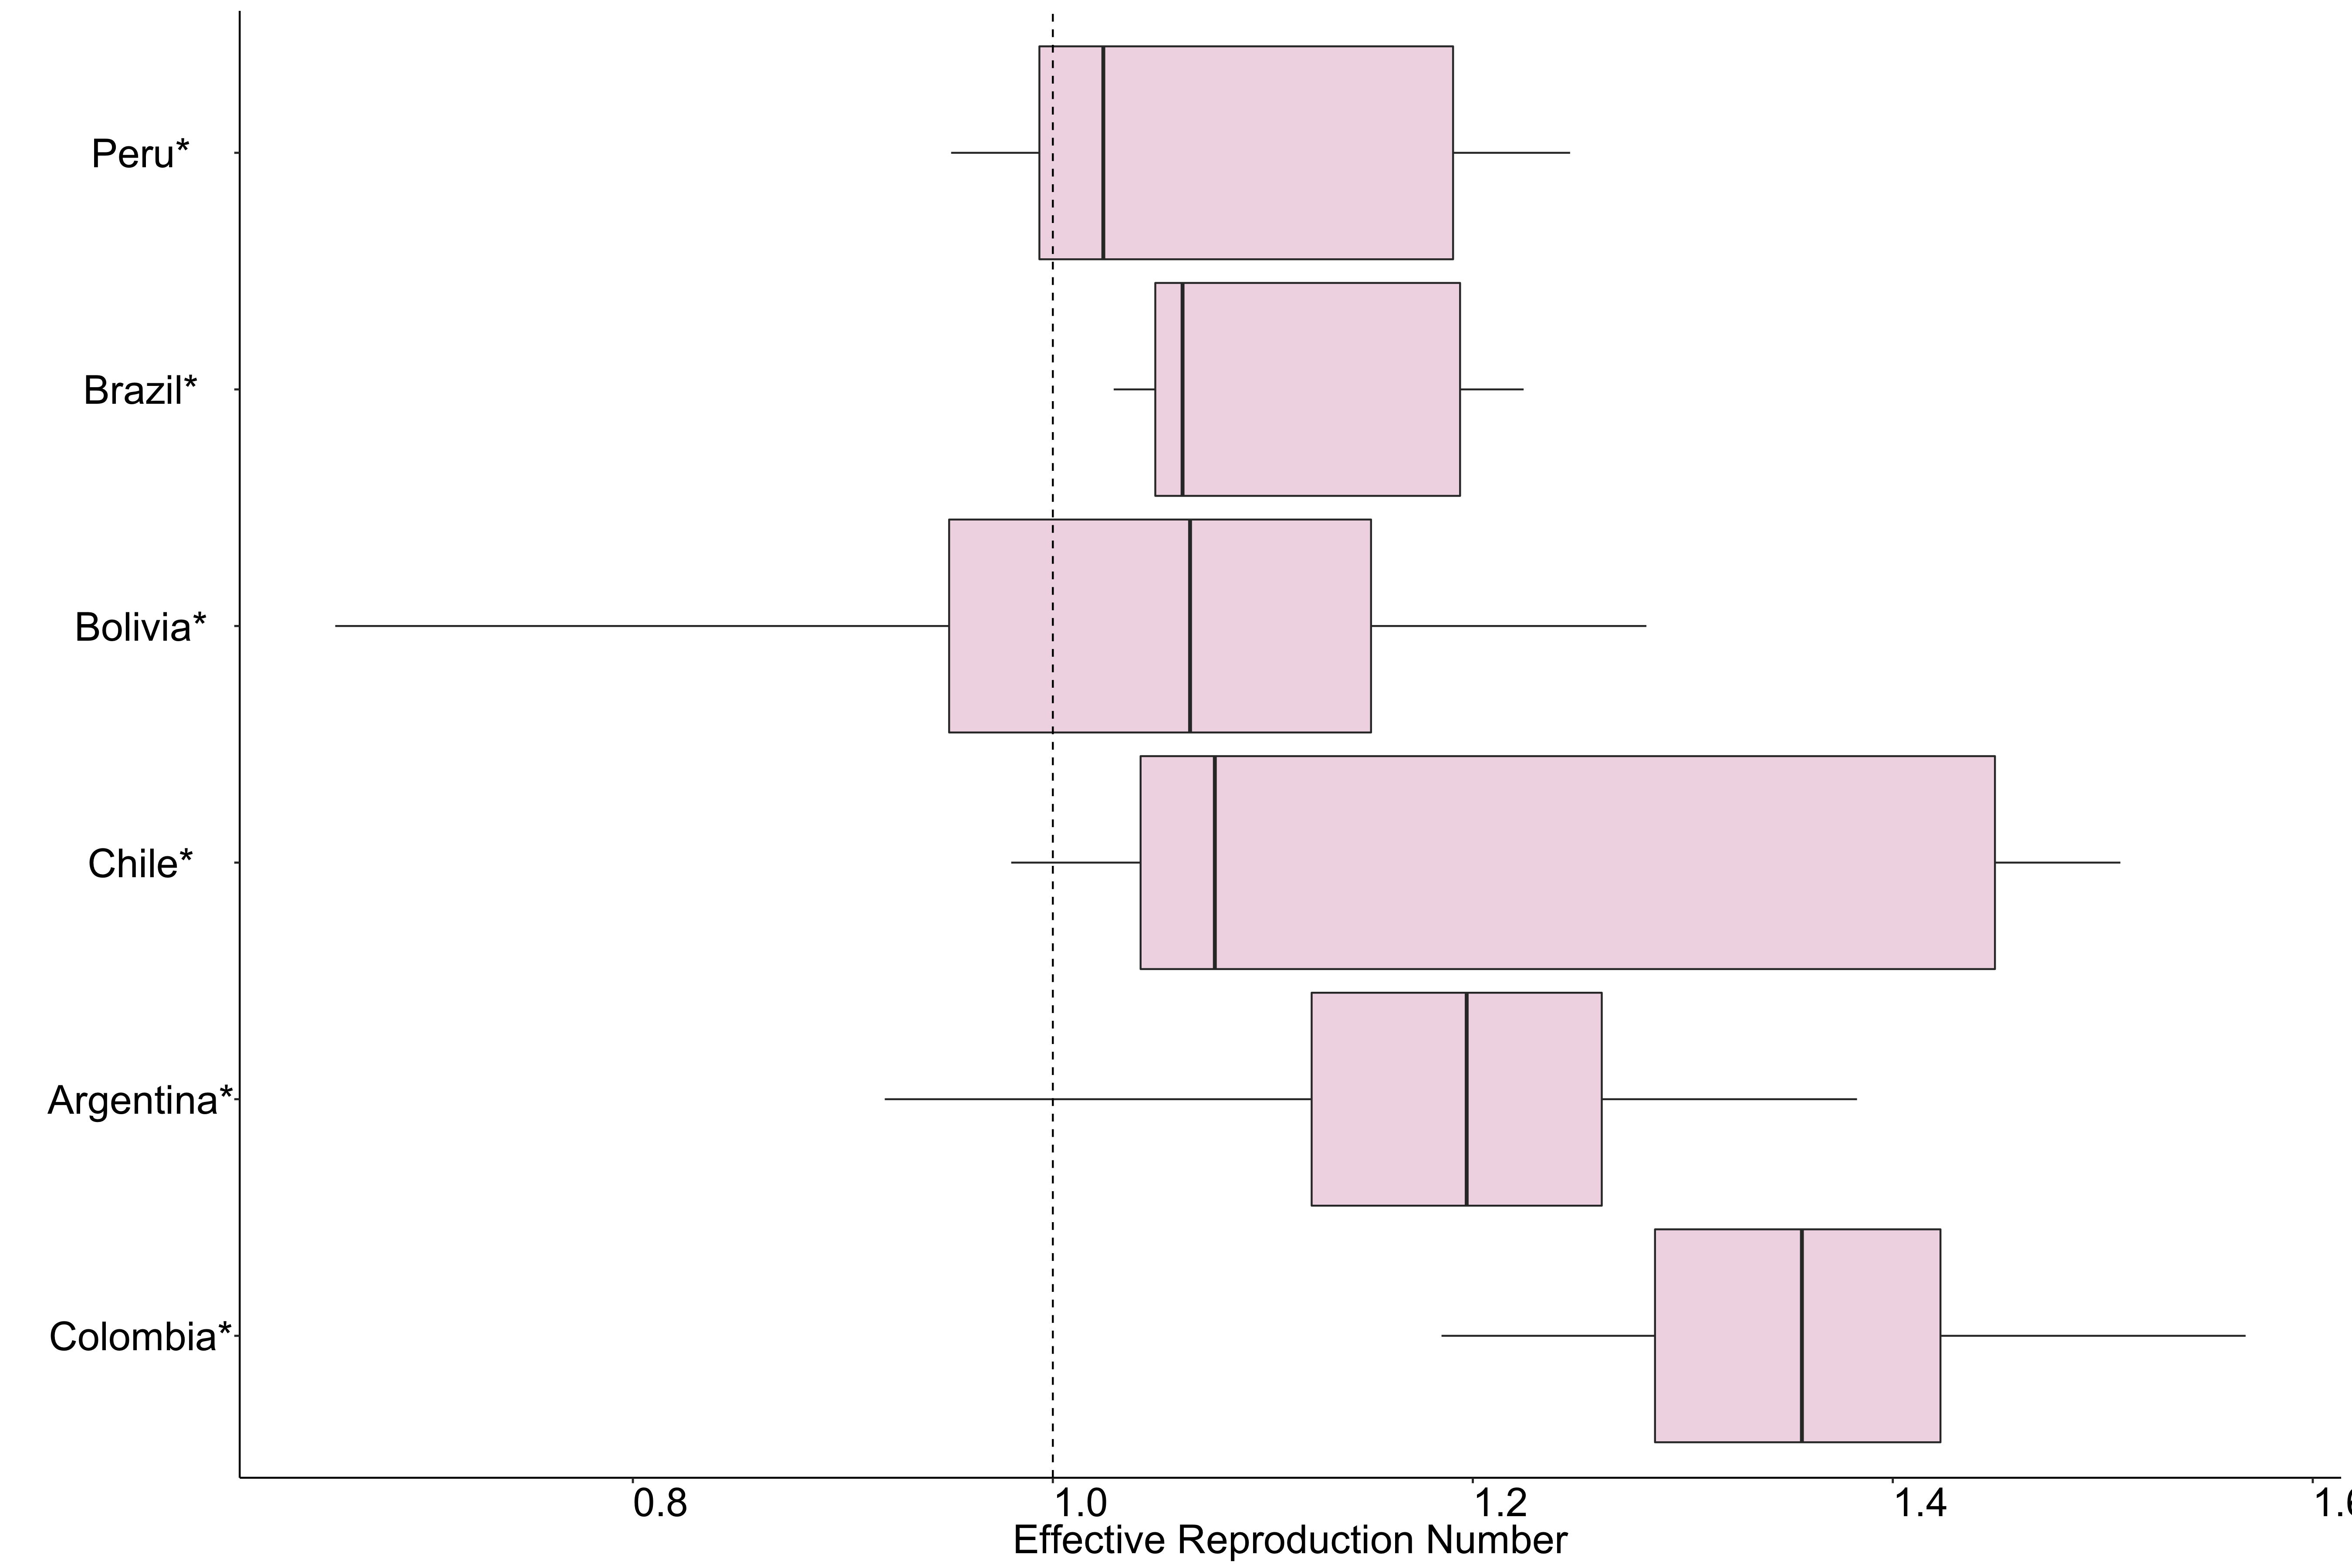 Peru*
Brazil*
Bolivia*
Chile*
Argentina*
Colombia*
0.8 1.0 1.2 1.4
Effective Reproduction Number